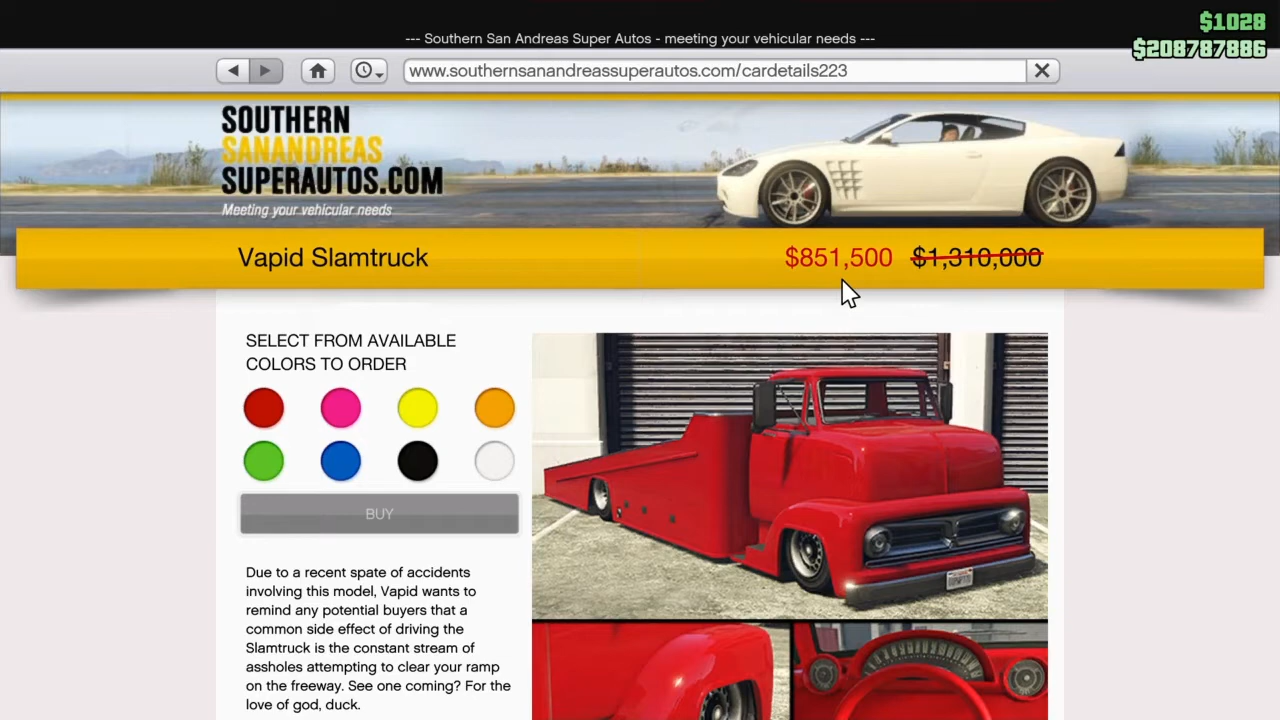 $1028
--- Southern San Andreas Super Autos - meeting your vehicular needs ---
$208787886
www.southernsanandreassuperautos.com/cardetails223
SOUTHERN
SANANDREAS
SUPERAUTOS.COM
Meeting your vehicular needs
Vapid Slamtruck $851,500 $1,310,000
SELECT FROM AVAILABLE
COLORS TO ORDER
BUY
Due to a recent spate of accidents
involving this model, Vapid wants to
remind any potential buyers that a
common side effect of driving the
Slamtruck is the constant stream of
assholes attempting to clear your ramp
on the freeway. See one coming? For the
love of god, duck.